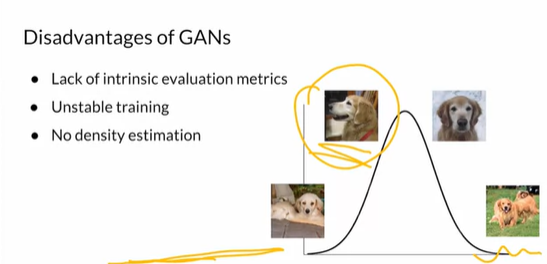 Disadvantages of GANs
● Lack of intrinsic evaluation metrics
● Unstable training
● No density estimation